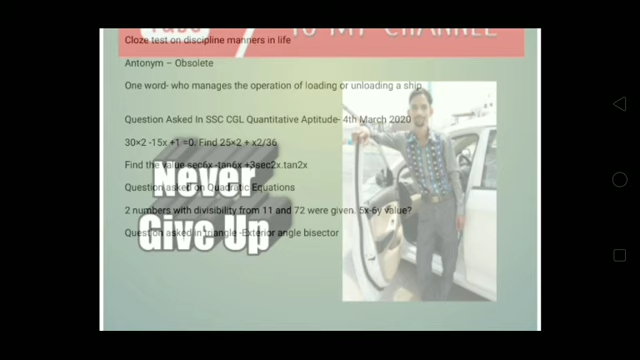 TO MY CHANNEL
Cloze test on discipline manners in life
Antonym – Obsolete
One word- who manages the operation of loading or unloading a ship
Question Asked In SSC CGL Quantitative Aptitude- 4th March 2020
30×2 -15x +1 =0. Find 25×2 + x2/36
Find the value sec6x -tan6x +3sec2x.tan2x
Question asked on Quadratic Equations
2 numbers with divisibility from 11 and 72 were given. 5x-6y value?
Question asked in triangle -Exterior angle bisector
Never
Give Up